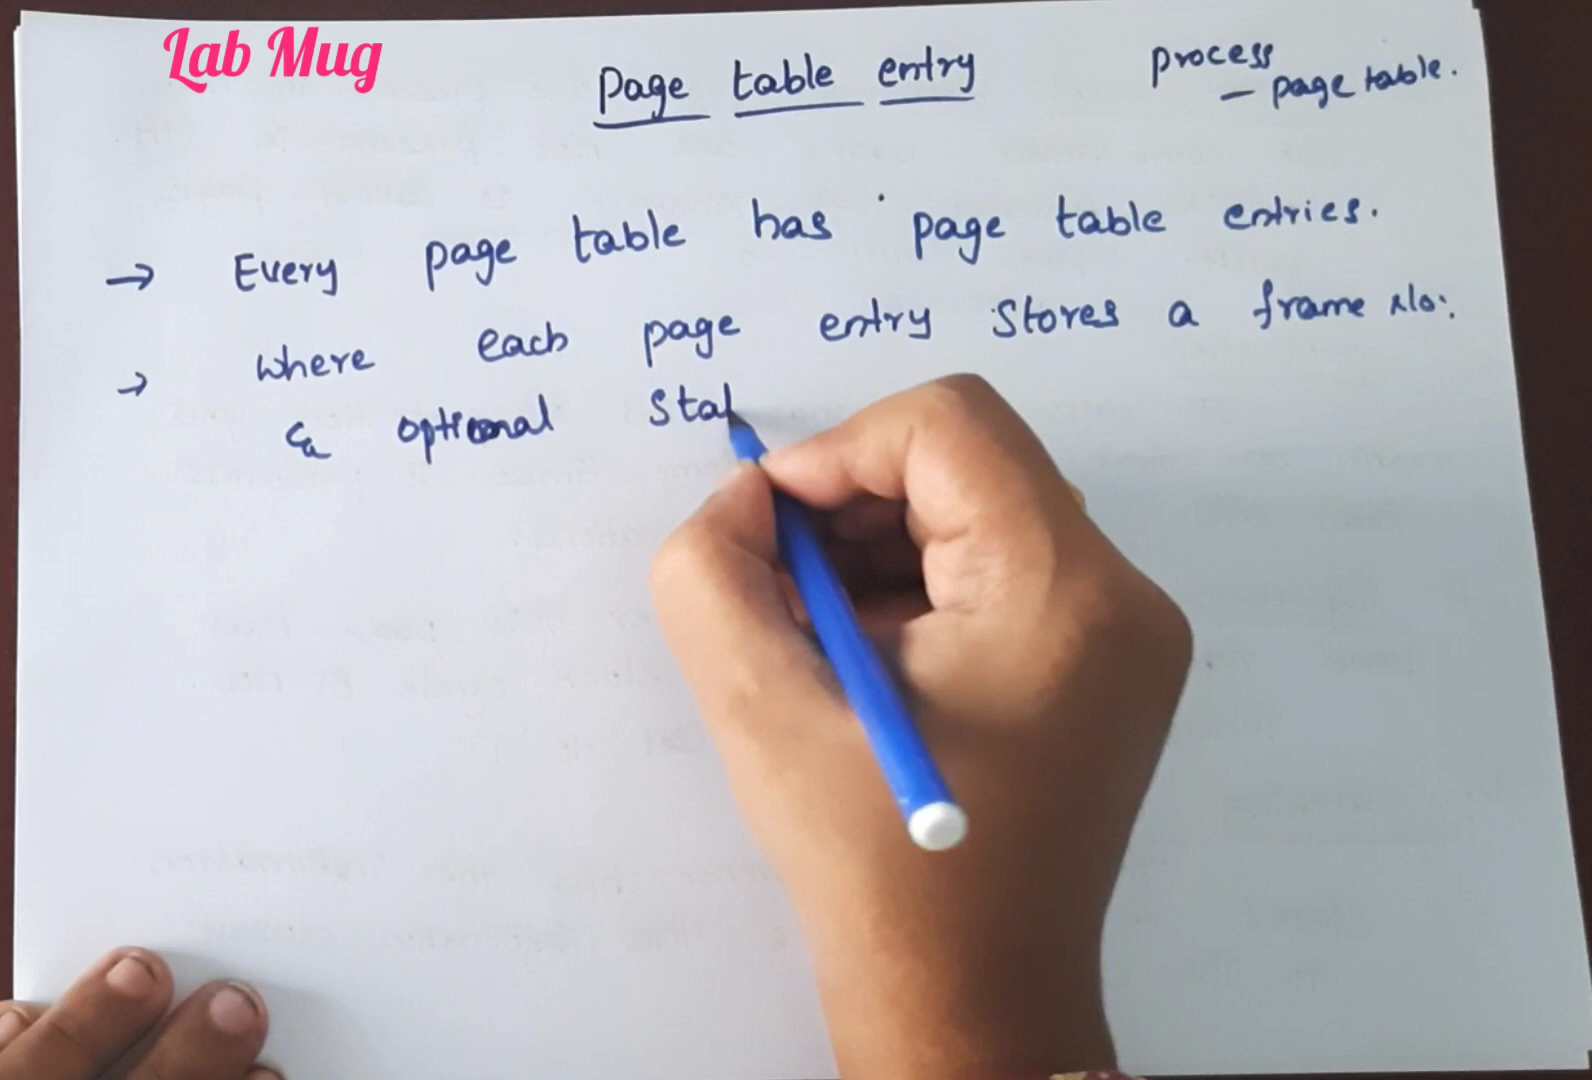 Lab Mug
Page table entry
process
- page table.
→ Every page table has page table entries.
→ where each page entry stores a frame No:
& optional stat